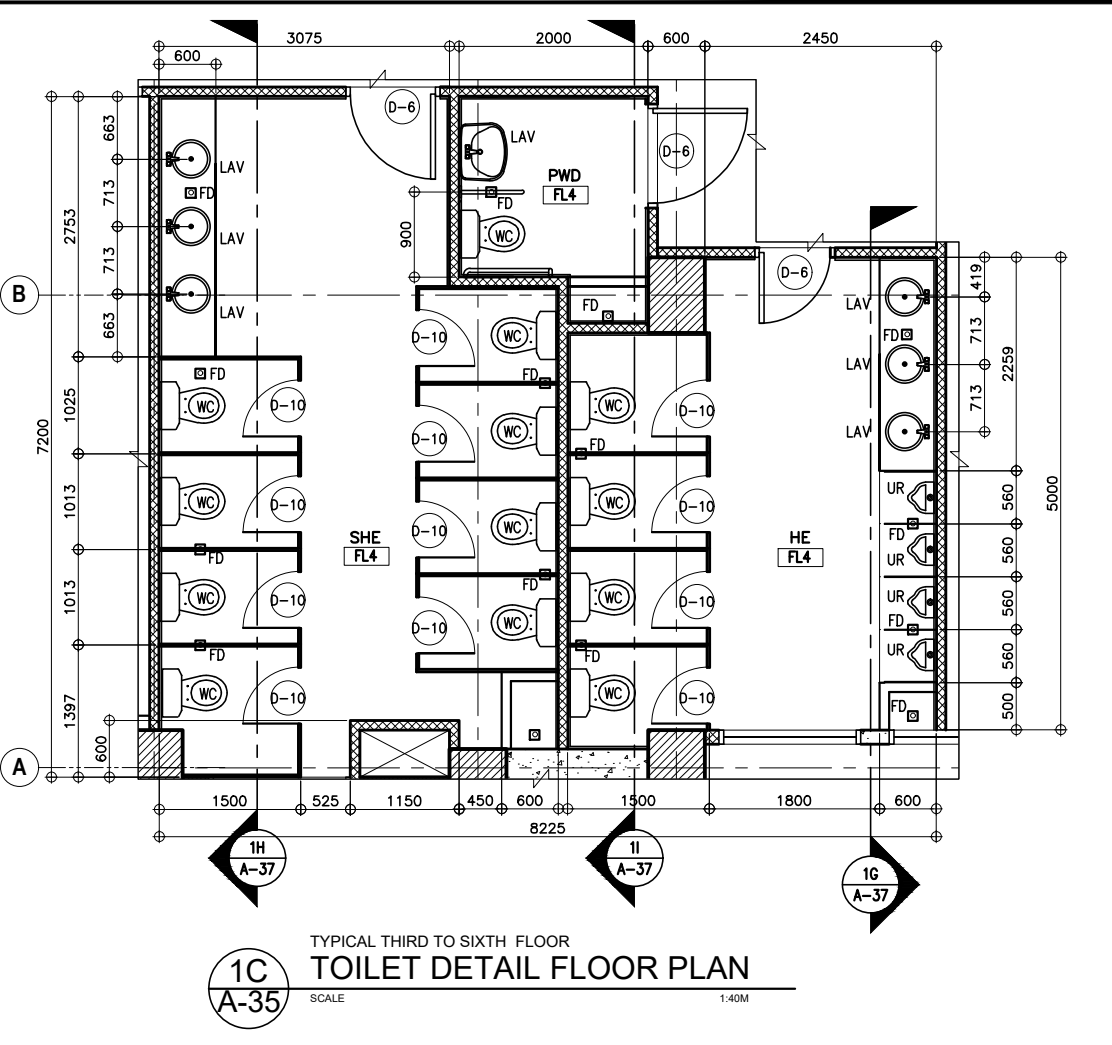 3075
2000
600
2450
600
D-6
663
LAV
LAV
D-6
713
FD
PWD
FL4
2753
FD
WC
713
LAV
900
D-6
419
B
FD
LAV
663
LAV
D-10
WC
FD
713
LAV
2259
FD
FD
713
1025
WC
D-10
D-10
WC
WC
D-10
LAV
7200
FD
5000
UR
560
1013
WC
D-10
D-10
WC
SHE
FL4
WC
D-10
HE
FL4
FD
UR
560
FD
FD
1013
WC
D-10
D-10
WC
WC
D-10
UR
FD
560
FD
FD
UR
560
1397
WC
D-10
WC
D-10
FD
500
600
A
1500
525
1150
450
600
1500
1800
600
8225
1H
A-37
1I
A-37
1G
A-37
TYPICAL THIRD TO SIXTH FLOOR
1C
A-35
TOILET DETAIL FLOOR PLAN
SCALE
1:40M